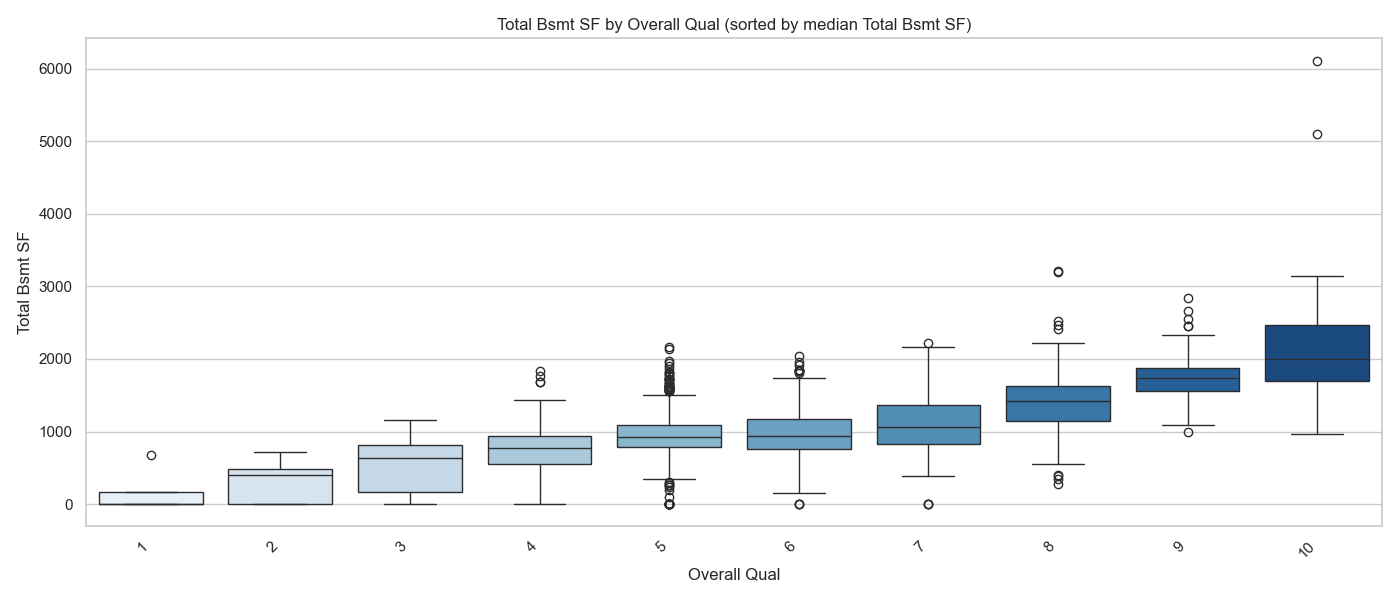 Total Bsmt SF by Overall Qual (sorted by median Total Bsmt SF)
Total Bsmt SF
6000
5000
4000
3000
2000
1000
0
1 2 3 4 5 6 7 8 9 10
Overall Qual